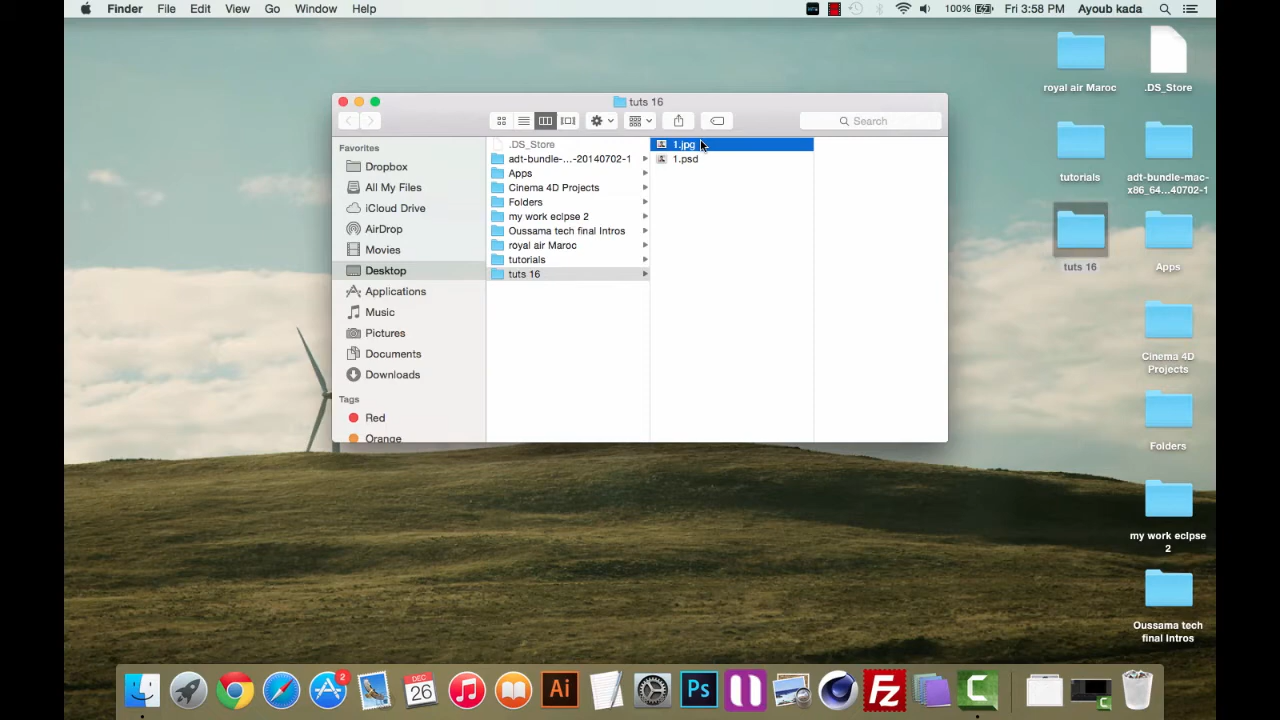 Finder File Edit View Go Window Help 100% Fri 3:58 PM Ayoub kada
tuts 16
Search
Favorites
Dropbox
All My Files
iCloud Drive
AirDrop
Movies
Desktop
Applications
Music
Pictures
Documents
Downloads
Tags
Red
Orange
.DS_Store
adt-bundle-...-20140702-1
Apps
Cinema 4D Projects
Folders
my work eclpse 2
Oussama tech final Intros
royal air Maroc
tutorials
tuts 16
1.jpg
1.psd
royal air Maroc
.DS_Store
tutorials
adt-bundle-mac-
x86_64...40702-1
tuts 16
Apps
Cinema 4D
Projects
Folders
my work eclpse
2
Oussama tech
final Intros
2
DEC
26
Ai
Ps
Fz
C